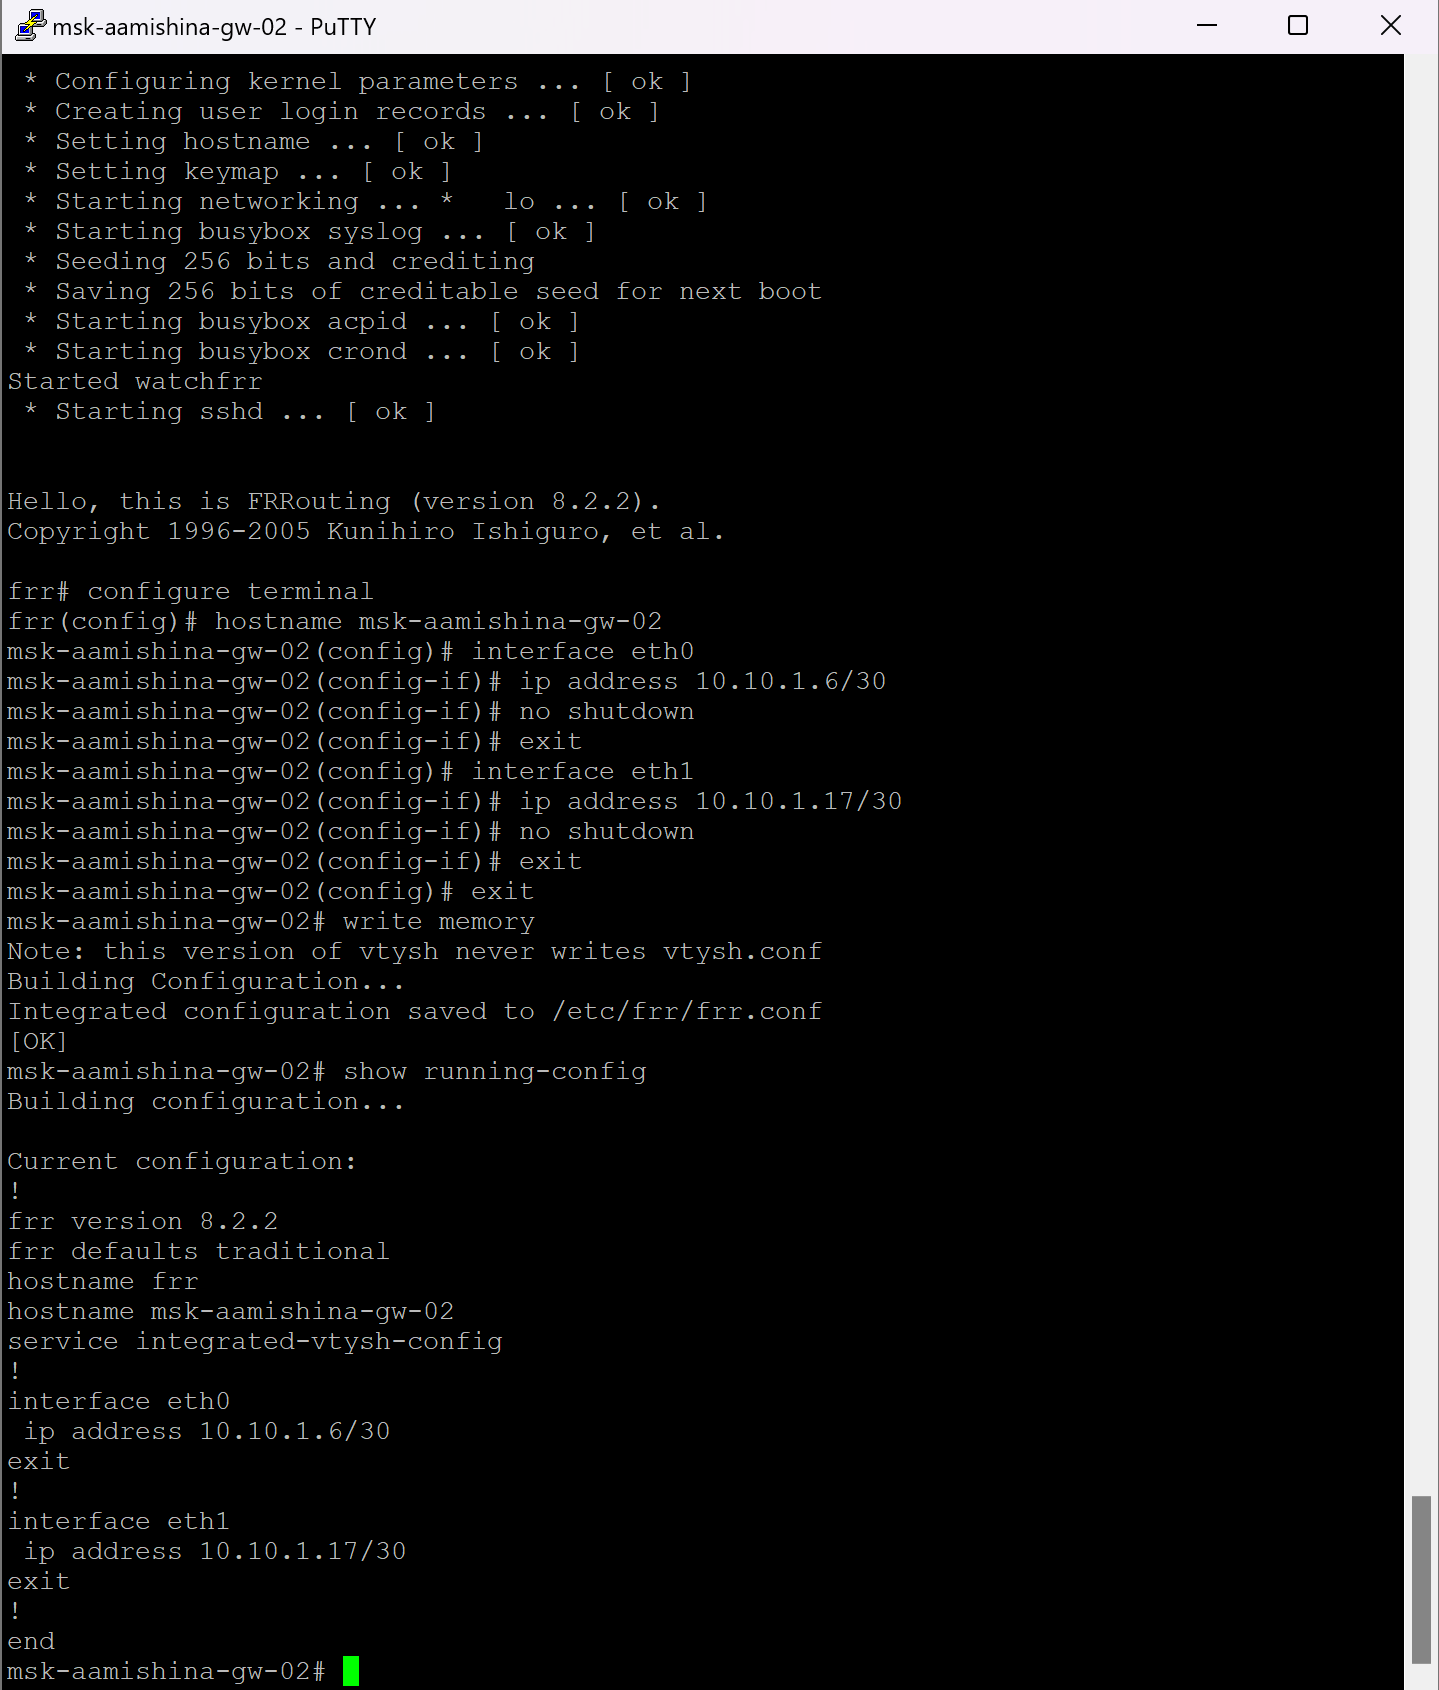 msk-aamishina-gw-02 - PuTTY
 * Configuring kernel parameters ... [ ok ]
 * Creating user login records ... [ ok ]
 * Setting hostname ... [ ok ]
 * Setting keymap ... [ ok ]
 * Starting networking ... *   lo ... [ ok ]
 * Starting busybox syslog ... [ ok ]
 * Seeding 256 bits and crediting
 * Saving 256 bits of creditable seed for next boot
 * Starting busybox acpid ... [ ok ]
 * Starting busybox crond ... [ ok ]
Started watchfrr
 * Starting sshd ... [ ok ]
Hello, this is FRRouting (version 8.2.2).
Copyright 1996-2005 Kunihiro Ishiguro, et al.
frr# configure terminal
frr(config)# hostname msk-aamishina-gw-02
msk-aamishina-gw-02(config)# interface eth0
msk-aamishina-gw-02(config-if)# ip address 10.10.1.6/30
msk-aamishina-gw-02(config-if)# no shutdown
msk-aamishina-gw-02(config-if)# exit
msk-aamishina-gw-02(config)# interface eth1
msk-aamishina-gw-02(config-if)# ip address 10.10.1.17/30
msk-aamishina-gw-02(config-if)# no shutdown
msk-aamishina-gw-02(config-if)# exit
msk-aamishina-gw-02(config)# exit
msk-aamishina-gw-02# write memory
Note: this version of vtysh never writes vtysh.conf
Building Configuration...
Integrated configuration saved to /etc/frr/frr.conf
[OK]
msk-aamishina-gw-02# show running-config
Building configuration...
Current configuration:
!
frr version 8.2.2
frr defaults traditional
hostname frr
hostname msk-aamishina-gw-02
service integrated-vtysh-config
!
interface eth0
 ip address 10.10.1.6/30
exit
!
interface eth1
 ip address 10.10.1.17/30
exit
!
end
msk-aamishina-gw-02#